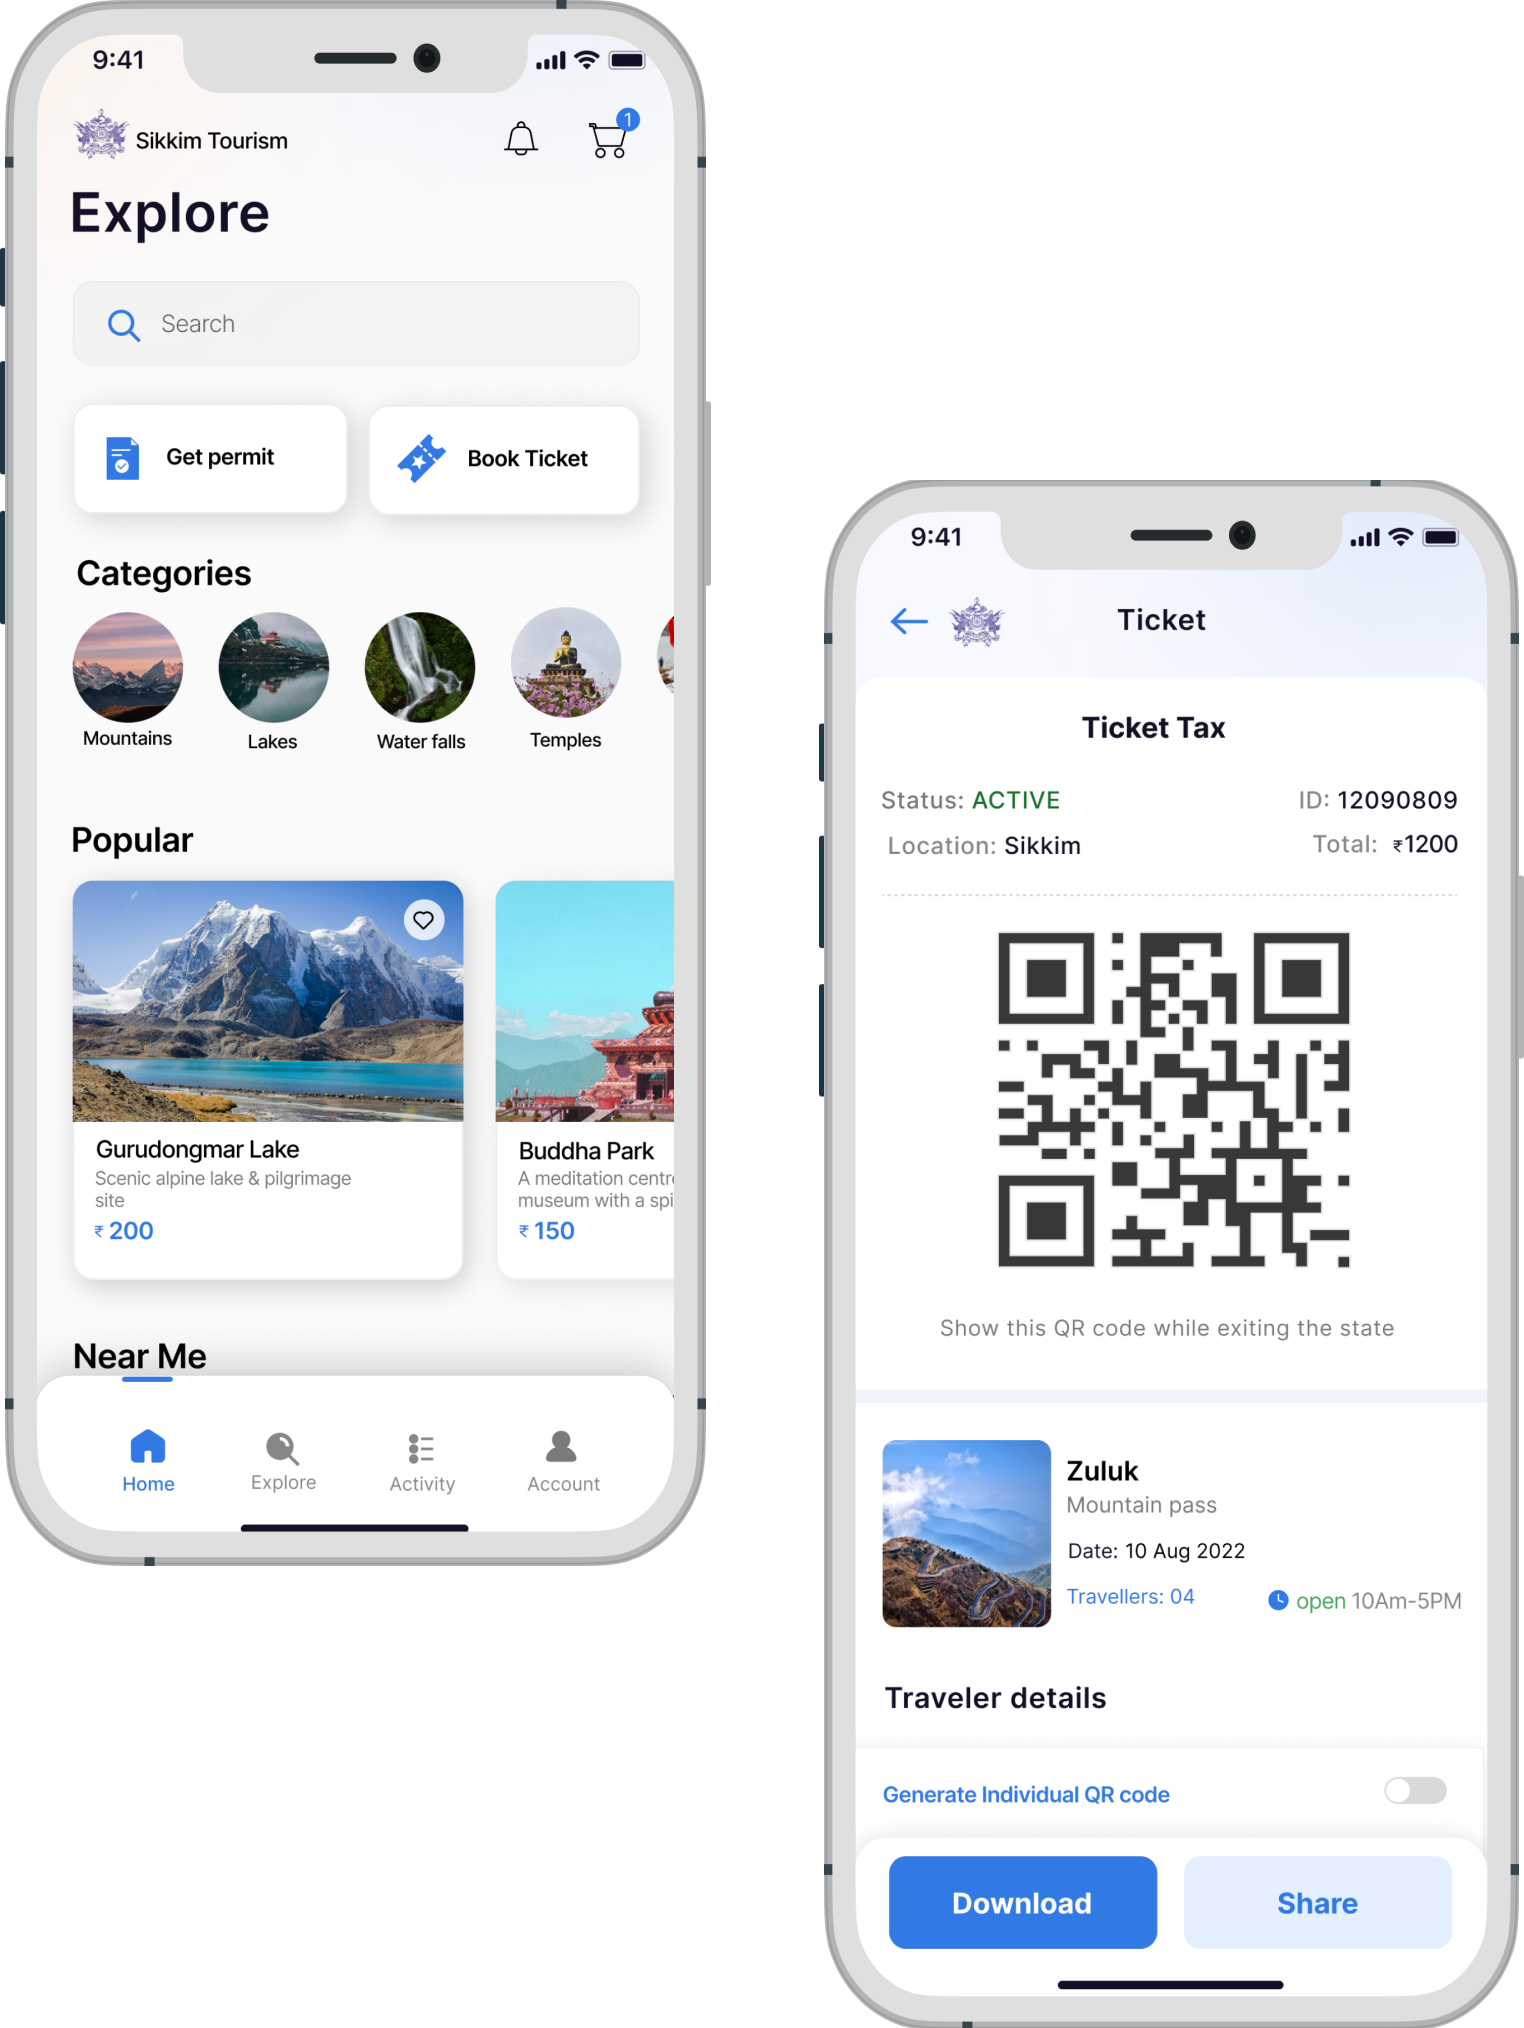 9:41
Sikkim Tourism
1
Explore
Search
Get permit
Book Ticket
Categories
Mountains
Lakes
Water falls
Temples
Popular
Gurudongmar Lake
Scenic alpine lake & pilgrimage
site
₹ 200
Buddha Park
A meditation centr
museum with a spi
₹ 150
Near Me
Home
Explore
Activity
Account
9:41
Ticket
Ticket Tax
Status: ACTIVE
ID: 12090809
Location: Sikkim
Total: ₹1200
Show this QR code while exiting the state
Zuluk
Mountain pass
Date: 10 Aug 2022
Travellers: 04
open 10Am-5PM
Traveler details
Generate Individual QR code
Download
Share